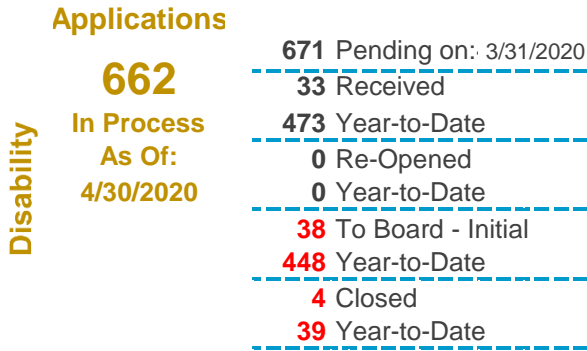 Disability
Applications
662
In Process
As Of:
4/30/2020
671 Pending on: 3/31/2020
33 Received
473 Year-to-Date
0 Re-Opened
0 Year-to-Date
38 To Board - Initial
448 Year-to-Date
4 Closed
39 Year-to-Date